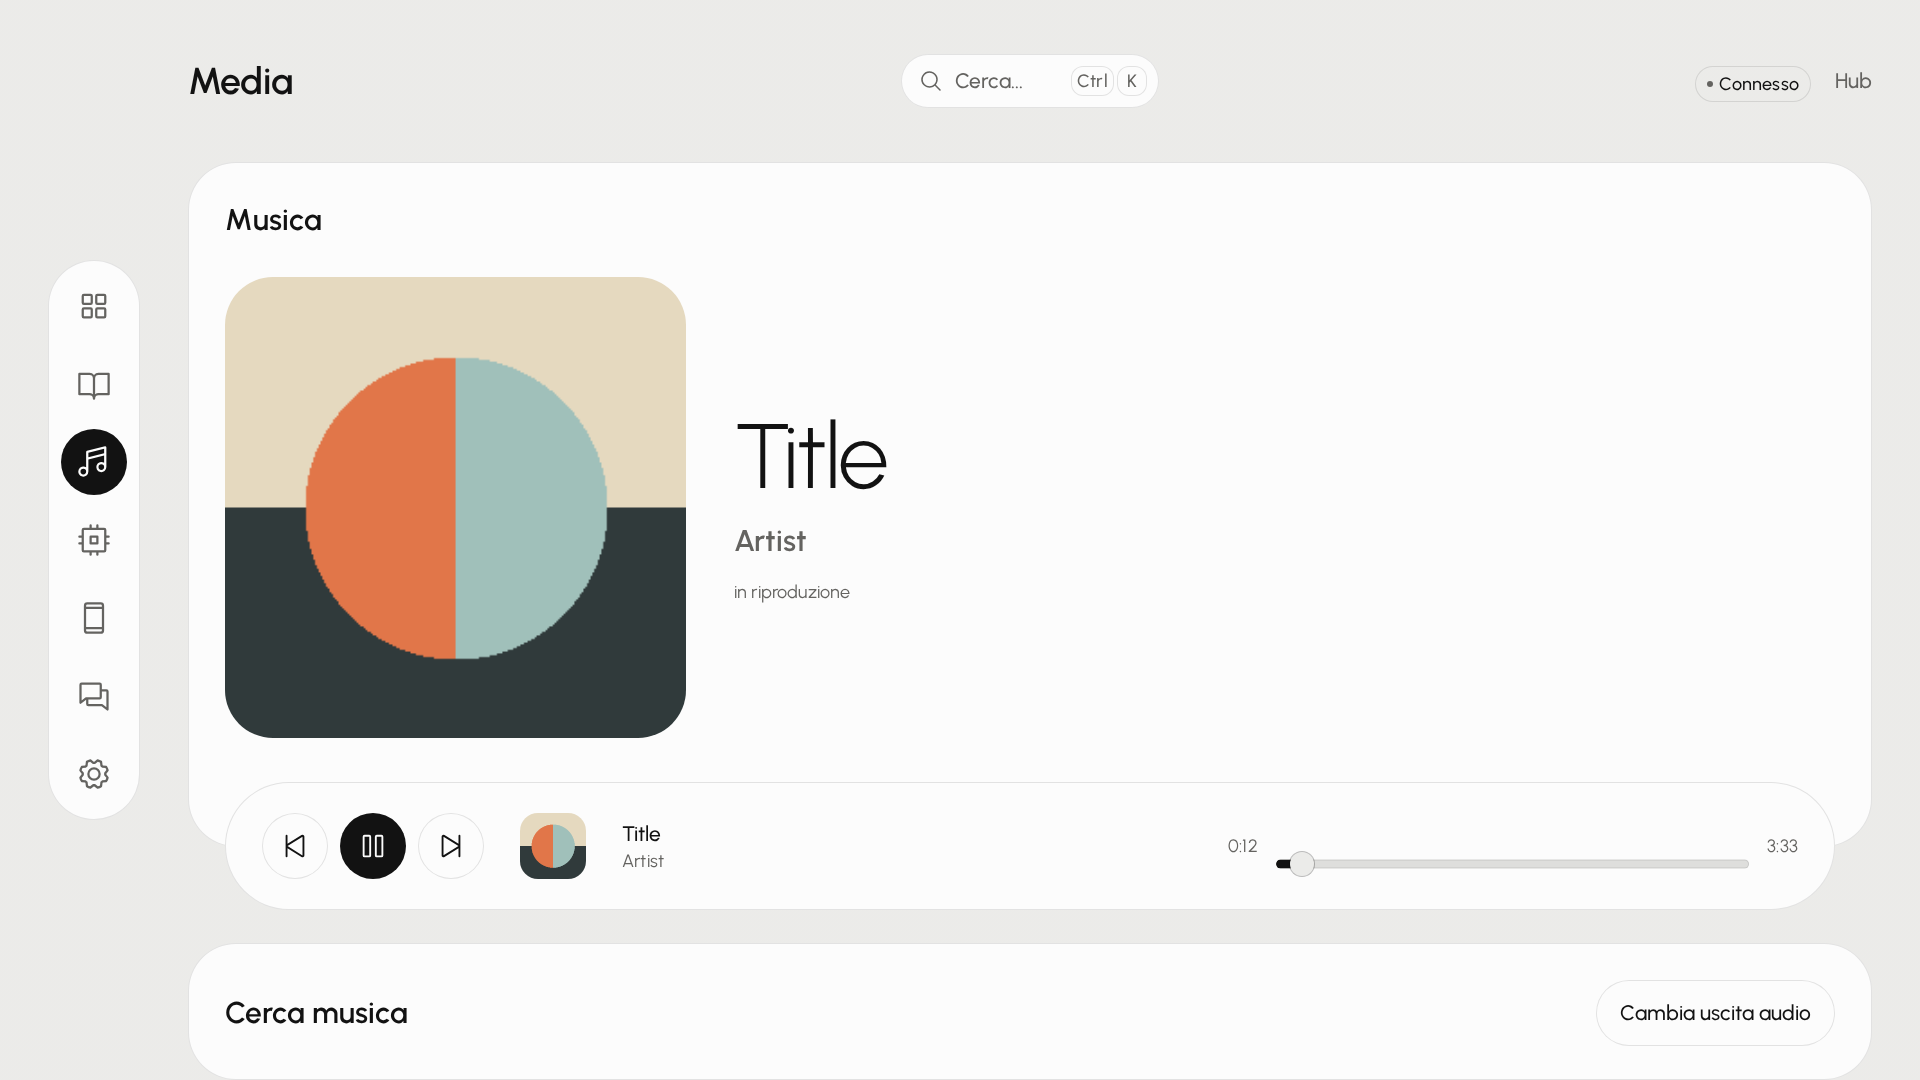 Media
Cerca...
Ctrl K
Connesso
Hub
Musica
Title
Artist
in riproduzione
Title
Artist
0:12
3:33
Cerca musica
Cambia uscita audio